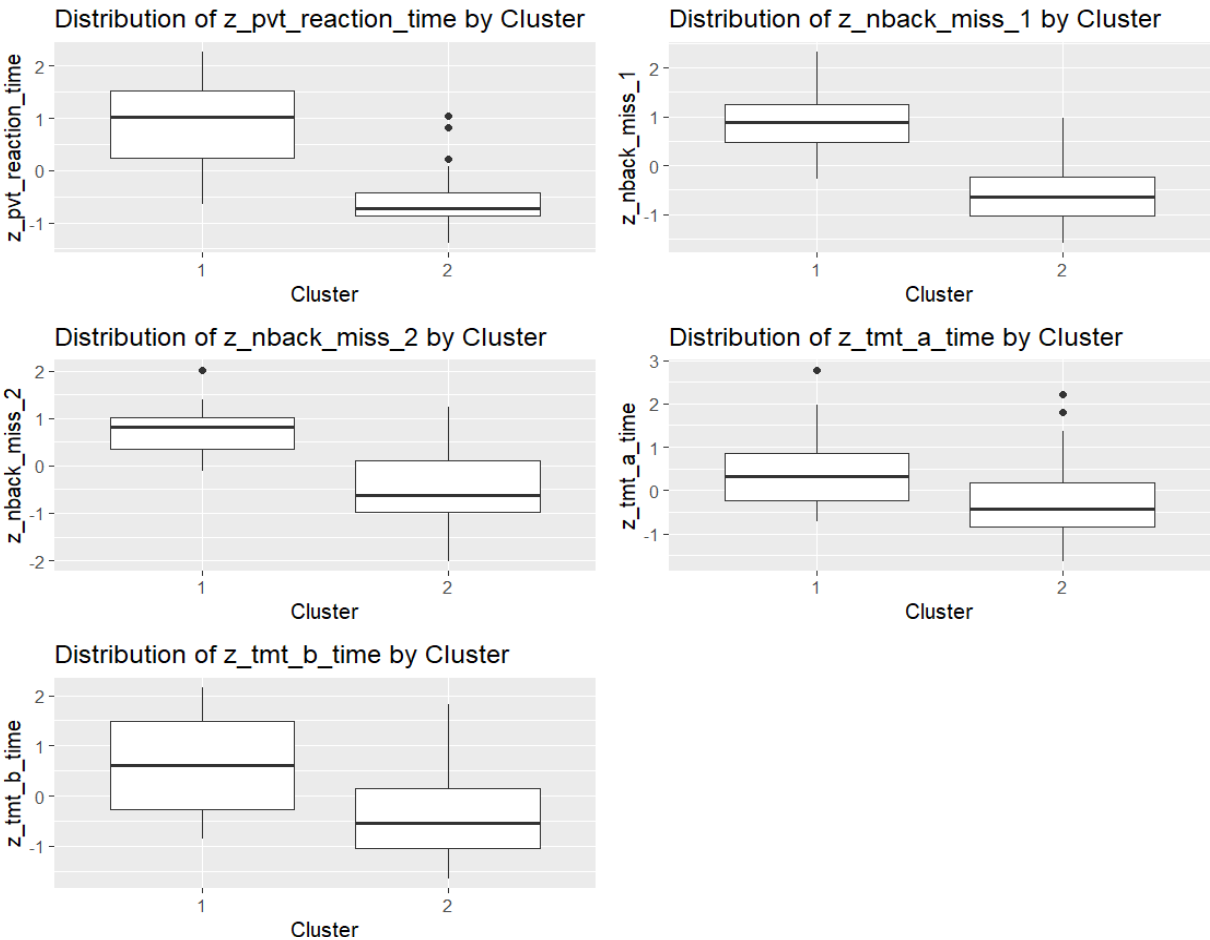 Distribution of z_pvt_reaction_time by Cluster
z_pvt_reaction_time
2
1
0
-1
1
2
Cluster
Distribution of z_nback_miss_1 by Cluster
z_nback_miss_1
2
1
0
-1
1
2
Cluster
Distribution of z_nback_miss_2 by Cluster
z_nback_miss_2
2
1
0
-1
-2
1
2
Cluster
Distribution of z_tmt_a_time by Cluster
z_tmt_a_time
3
2
1
0
-1
1
2
Cluster
Distribution of z_tmt_b_time by Cluster
z_tmt_b_time
2
1
0
-1
1
2
Cluster